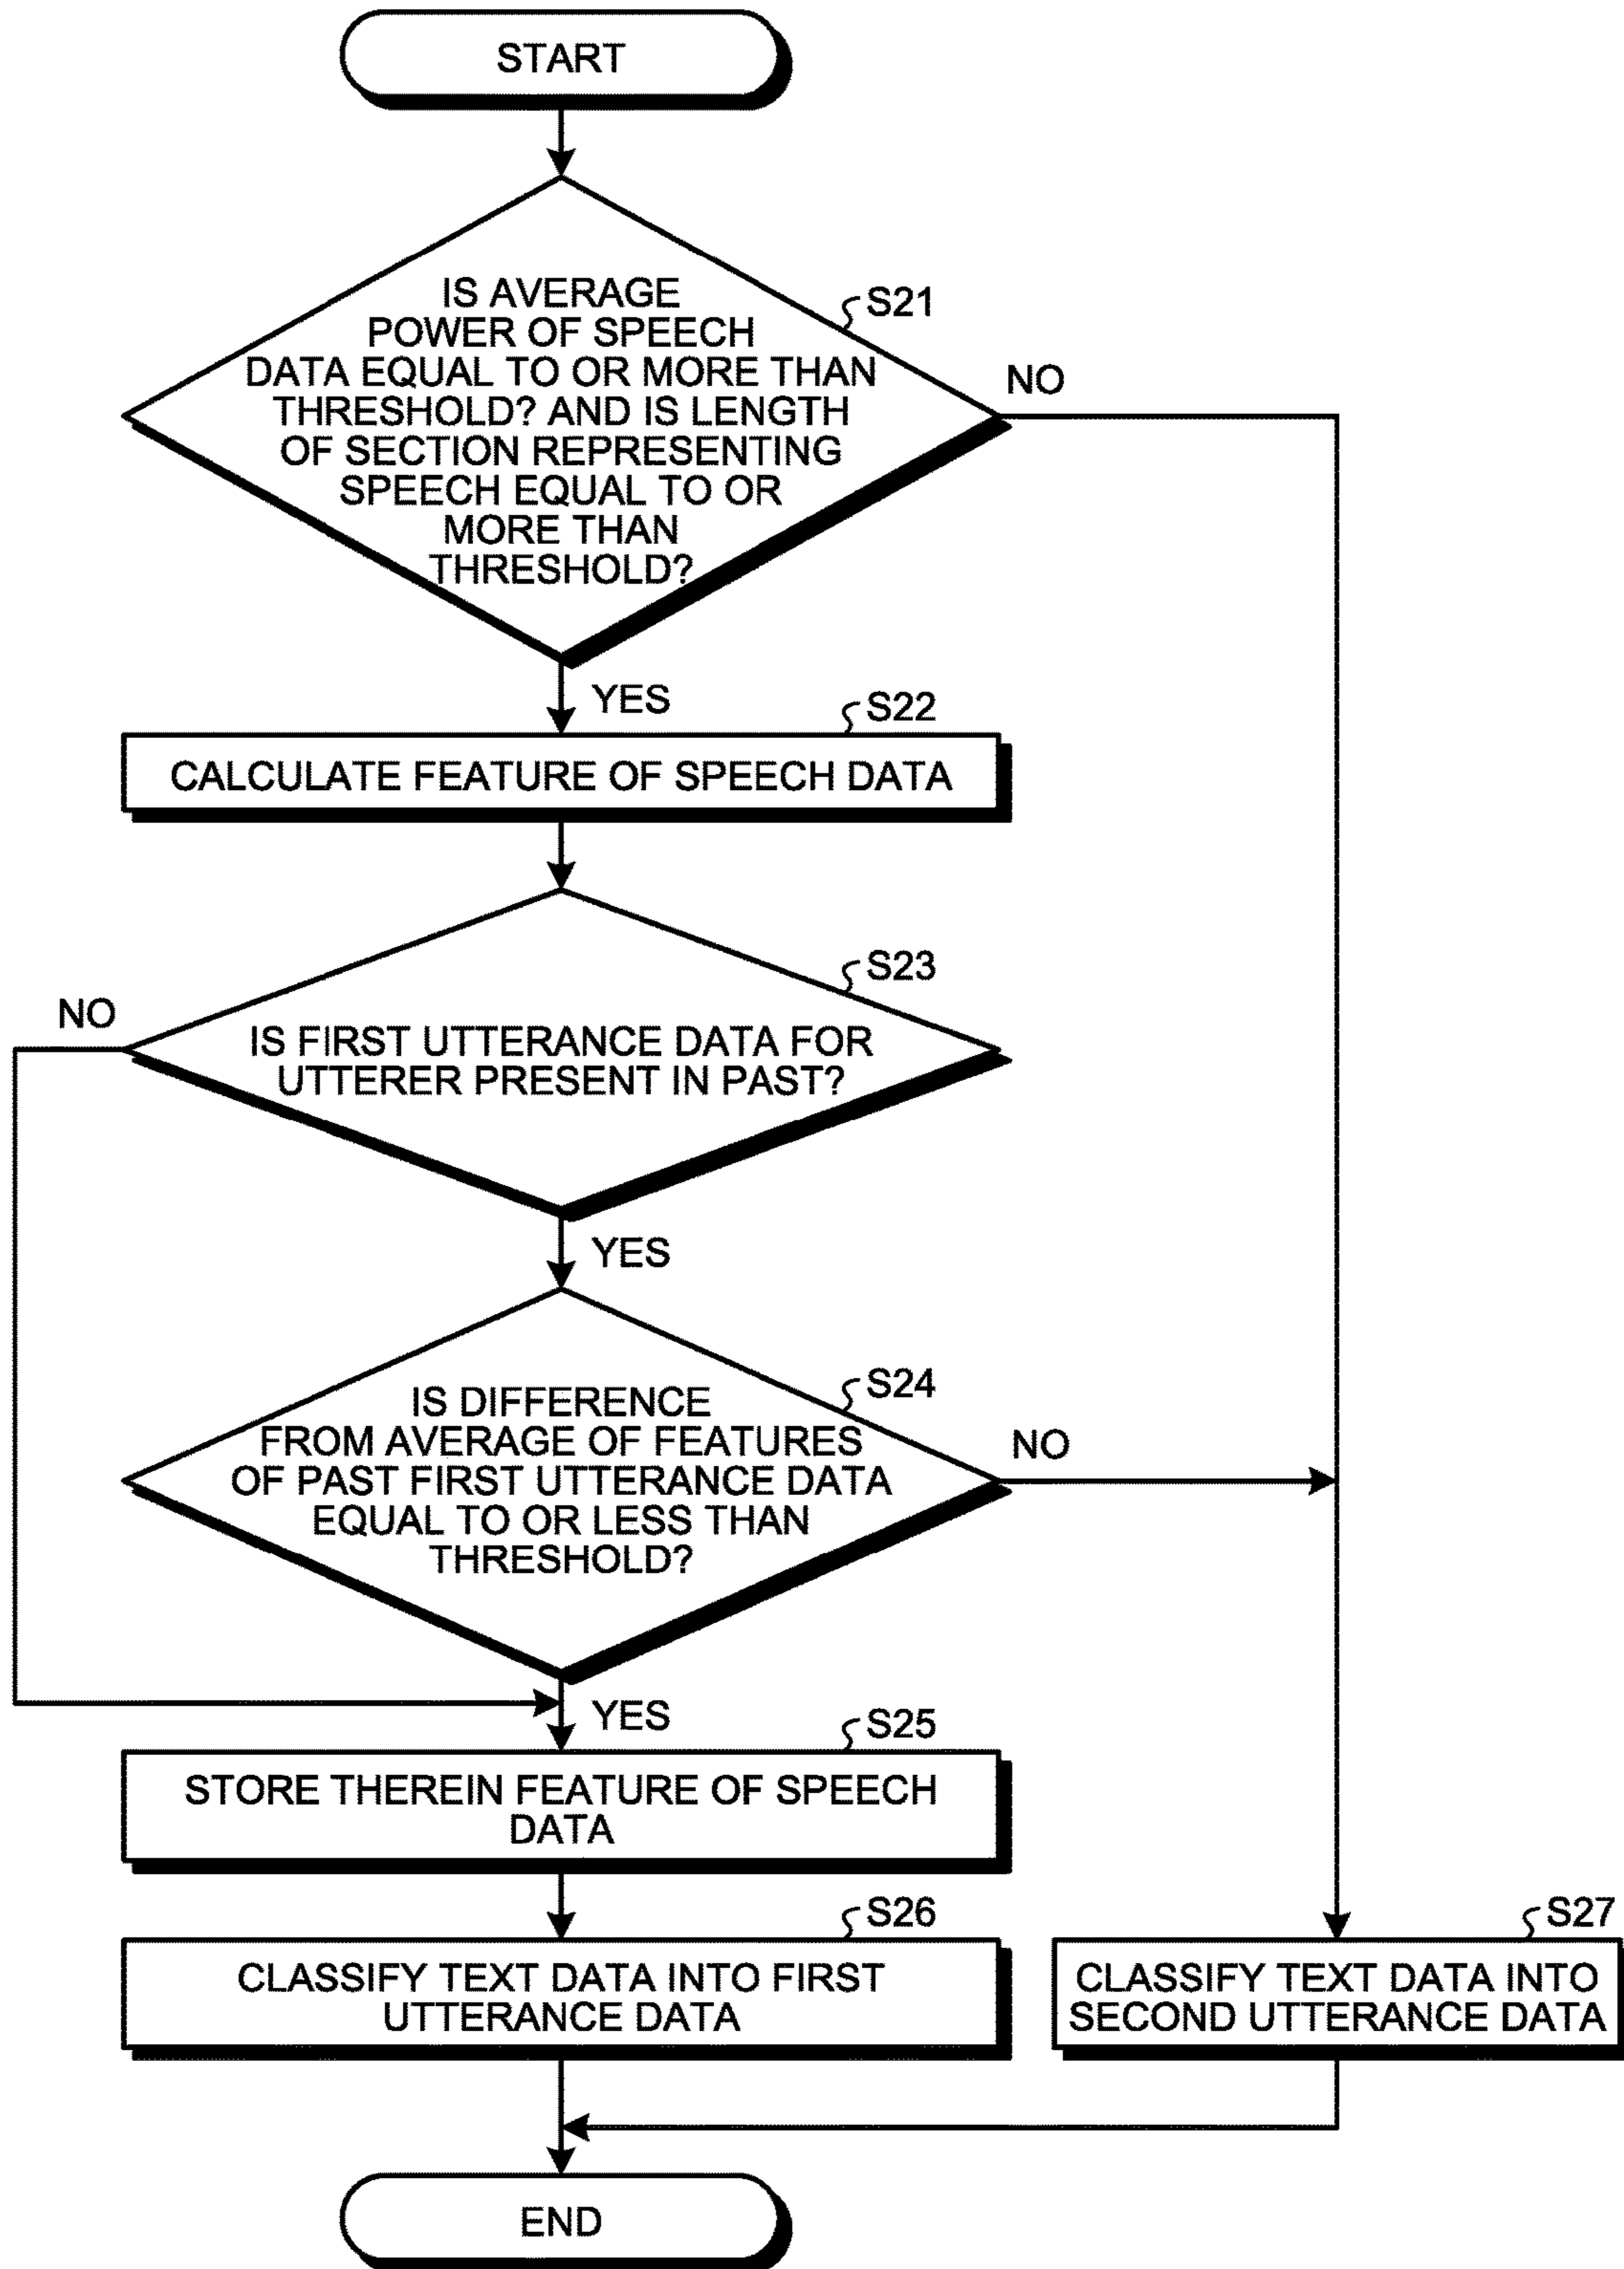 START
IS AVERAGE
POWER OF SPEECH
DATA EQUAL TO OR MORE THAN
THRESHOLD? AND IS LENGTH
OF SECTION REPRESENTING
SPEECH EQUAL TO OR
MORE THAN
THRESHOLD?
S21
NO
YES
S22
CALCULATE FEATURE OF SPEECH DATA
S23
NO
IS FIRST UTTERANCE DATA FOR
UTTERER PRESENT IN PAST?
YES
S24
IS DIFFERENCE
FROM AVERAGE OF FEATURES
OF PAST FIRST UTTERANCE DATA
EQUAL TO OR LESS THAN
THRESHOLD?
NO
YES
S25
STORE THEREIN FEATURE OF SPEECH
DATA
S26
CLASSIFY TEXT DATA INTO FIRST
UTTERANCE DATA
S27
CLASSIFY TEXT DATA INTO
SECOND UTTERANCE DATA
END